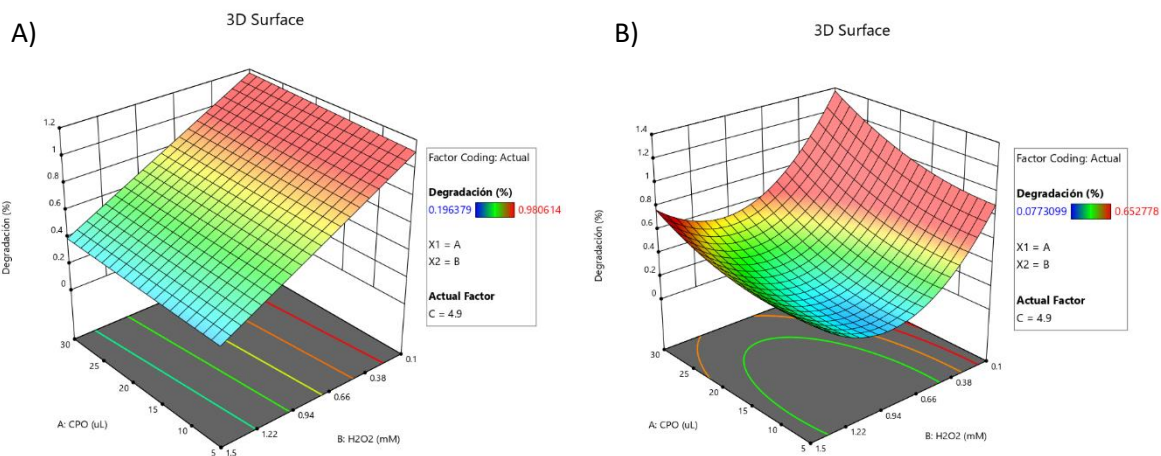 A)
3D Surface
1.2
1
0.8
0.6
0.4
0.2
0
Degradación (%)
30
25
20
15
10
5
A: CPO (uL)
1.5
1.22
0.94
0.66
0.38
0.1
B: H2O2 (mM)
Factor Coding: Actual
Degradación (%)
0.196379 0.980614
X1 = A
X2 = B
Actual Factor
C = 4.9
B)
3D Surface
1.4
1.2
1
0.8
0.6
0.4
0.2
0
Degradación (%)
30
25
20
15
10
5
A: CPO (uL)
1.5
1.22
0.94
0.66
0.38
0.1
B: H2O2 (mM)
Factor Coding: Actual
Degradación (%)
0.0773099 0.652778
X1 = A
X2 = B
Actual Factor
C = 4.9